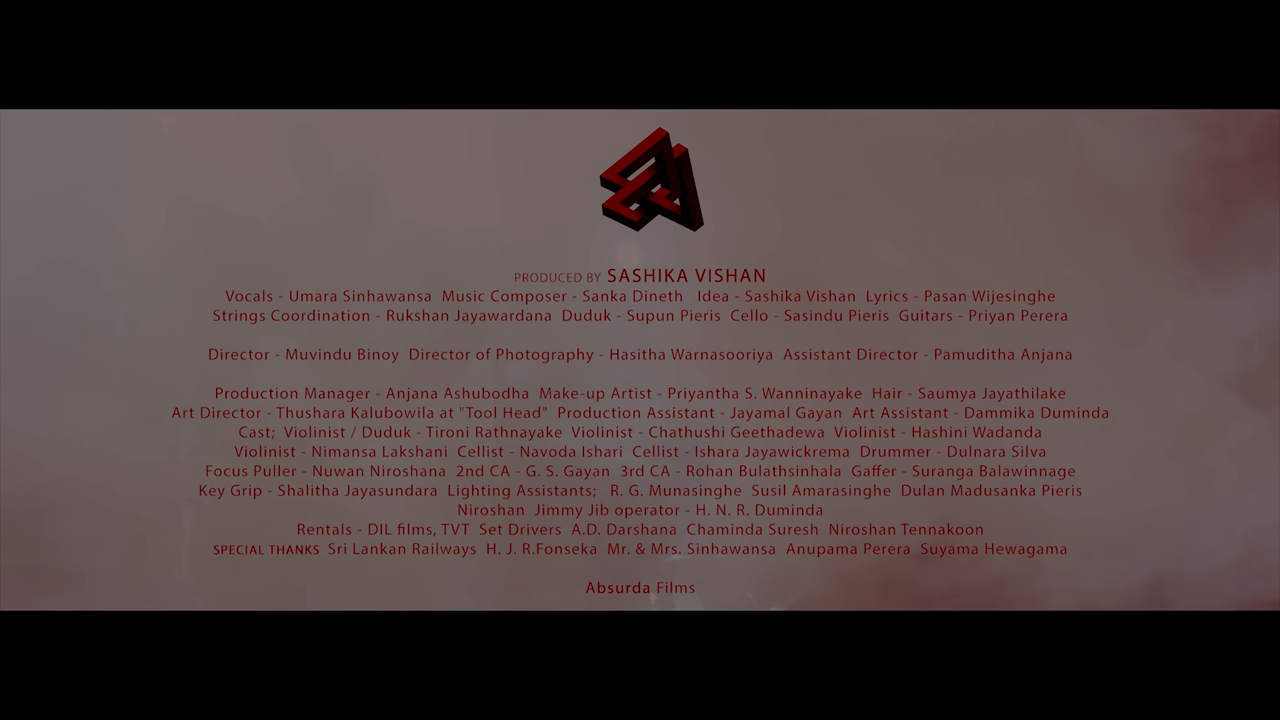 PRODUCED BY SASHIKA VISHAN
Vocals - Umara Sinhawansa Music Composer - Sanka Dineth Idea - Sashika Vishan Lyrics - Pasan Wijesinghe
Strings Coordination - Rukshan Jayawardana Duduk - Supun Pieris Cello - Sasindu Pieris Guitars - Priyan Perera
Director - Muvindu Binoy Director of Photography - Hasitha Warnasooriya Assistant Director - Pamuditha Anjana
Production Manager - Anjana Ashubodha Make-up Artist - Priyantha S. Wanninayake Hair - Saumya Jayathilake
Art Director - Thushara Kalubowila at "Tool Head" Production Assistant - Jayamal Gayan Art Assistant - Dammika Duminda
Cast; Violinist / Duduk - Tironi Rathnayake Violinist - Chathushi Geethadewa Violinist - Hashini Wadanda
Violinist - Nimansa Lakshani Cellist - Navoda Ishari Cellist - Ishara Jayawickrema Drummer - Dulnara Silva
Focus Puller - Nuwan Niroshana 2nd CA - G. S. Gayan 3rd CA - Rohan Bulathsinhala Gaffer - Suranga Balawinnage
Key Grip - Shalitha Jayasundara Lighting Assistants; R. G. Munasinghe Susil Amarasinghe Dulan Madusanka Pieris
Niroshan Jimmy Jib operator - H. N. R. Duminda
Rentals - DIL films, TVT Set Drivers A.D. Darshana Chaminda Suresh Niroshan Tennakoon
SPECIAL THANKS Sri Lankan Railways H. J. R.Fonseka Mr. & Mrs. Sinhawansa Anupama Perera Suyama Hewagama
Absurda Films